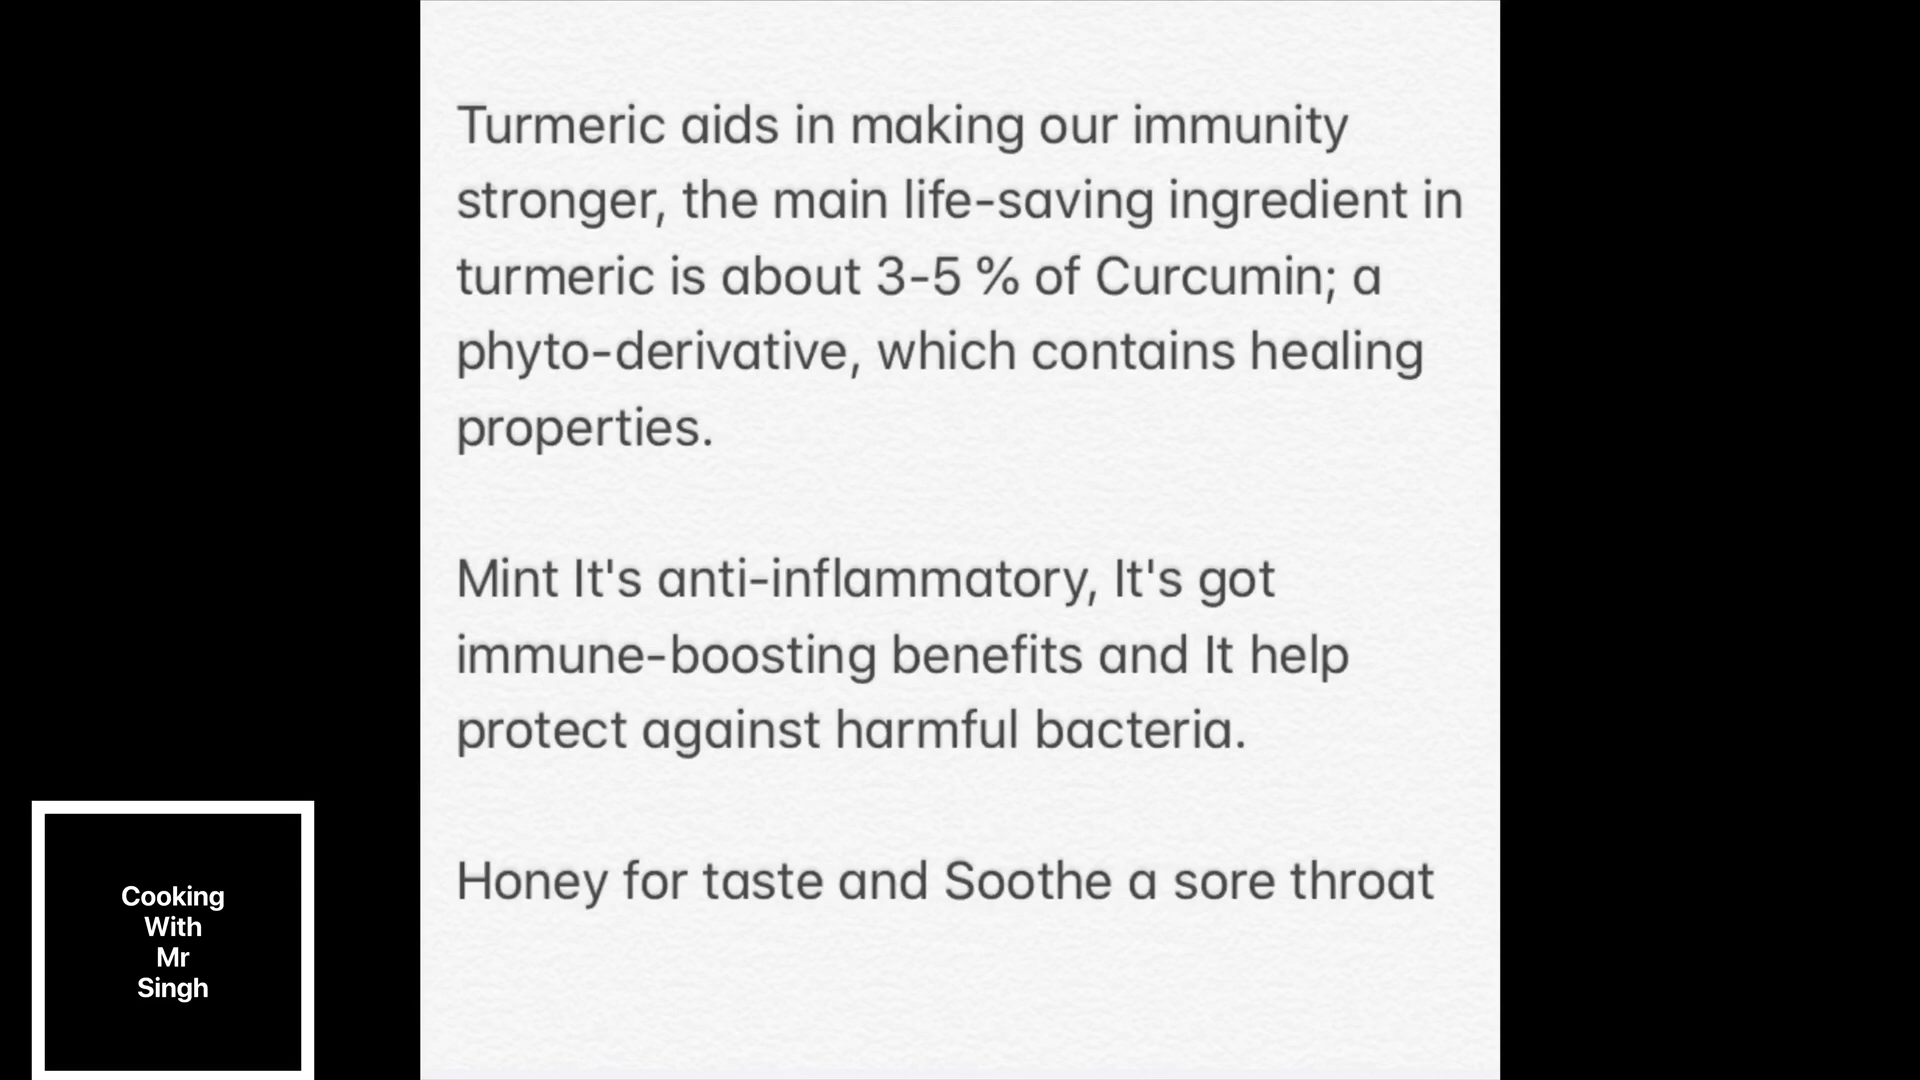 Turmeric aids in making our immunity
stronger, the main life-saving ingredient in
turmeric is about 3-5 % of Curcumin; a
phyto-derivative, which contains healing
properties.
Mint It's anti-inflammatory, It's got
immune-boosting benefits and It help
protect against harmful bacteria.
Honey for taste and Soothe a sore throat
Cooking
With
Mr
Singh